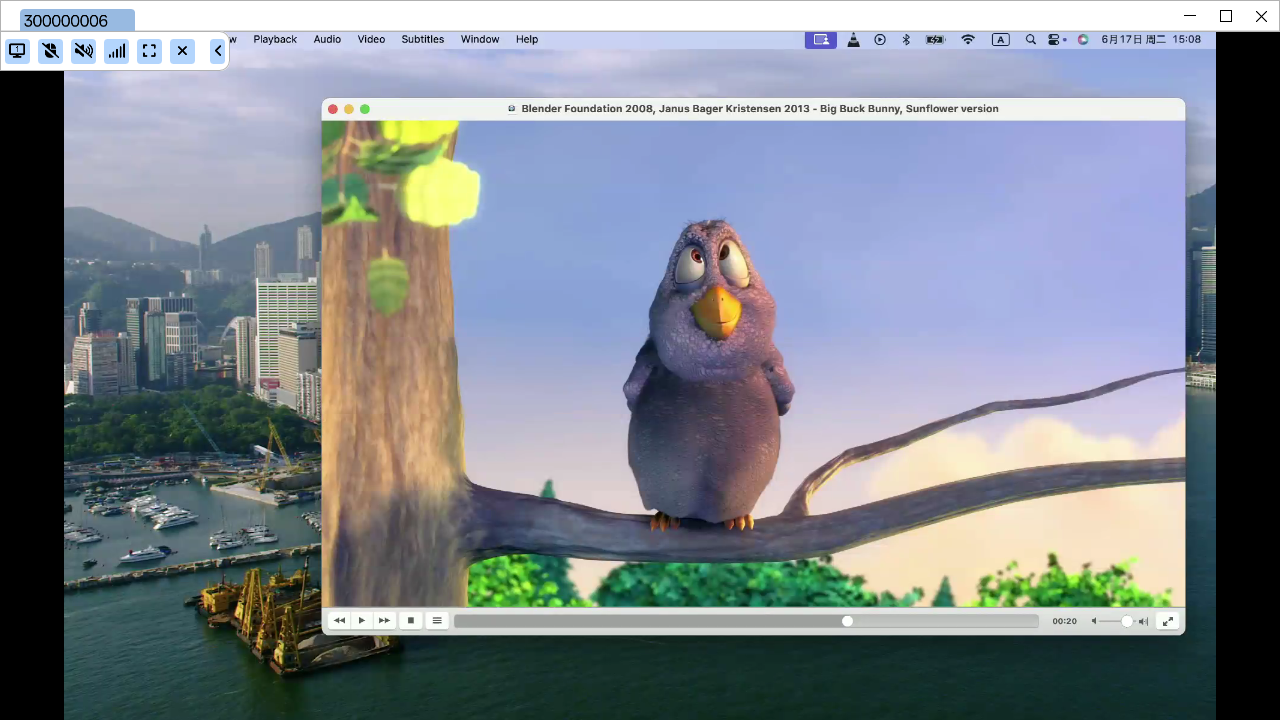 300000006
w Playback Audio Video Subtitles Window Help A 6月17日 周二 15:08
Blender Foundation 2008, Janus Bager Kristensen 2013 - Big Buck Bunny, Sunflower version
00:20